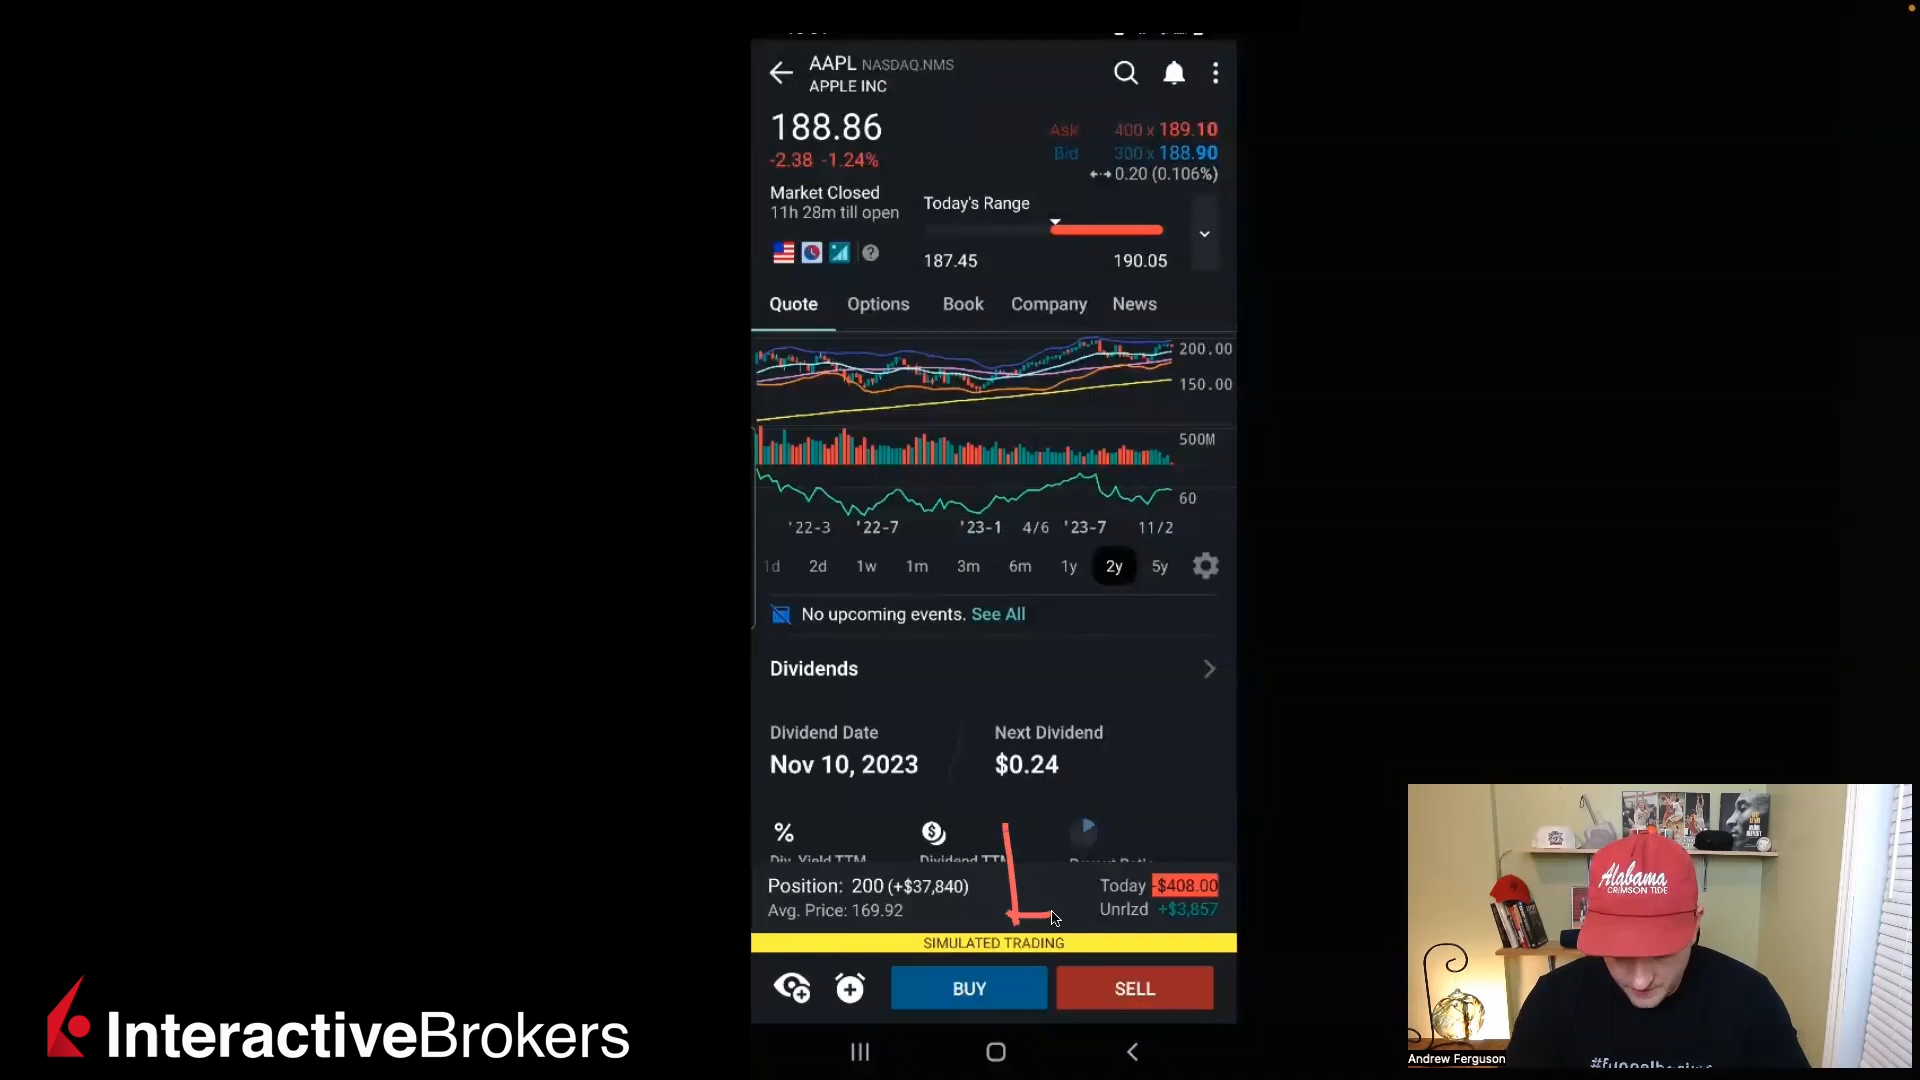 AAPL NASDAQ.NMS
APPLE INC
188.86
-2.38 -1.24%
Ask 400 x 189.10
Bid 300 x 188.90
0.20 (0.106%)
Market Closed
11h 28m till open
Today's Range
187.45 190.05
Quote Options Book Company News
200.00
150.00
500M
60
'22-3 '22-7 '23-1 4/6 '23-7 11/2
1d 2d 1w 1m 3m 6m 1y 2y 5y
No upcoming events. See All
Dividends
Dividend Date Next Dividend
Nov 10, 2023 $0.24
Div. Yield TTM Dividend TTM
Position: 200 (+$37,840) Today -$408.00
Avg. Price: 169.92 Unrlzd +$3,857
SIMULATED TRADING
BUY SELL
InteractiveBrokers
Alabama
CRIMSON TIDE
Andrew Ferguson